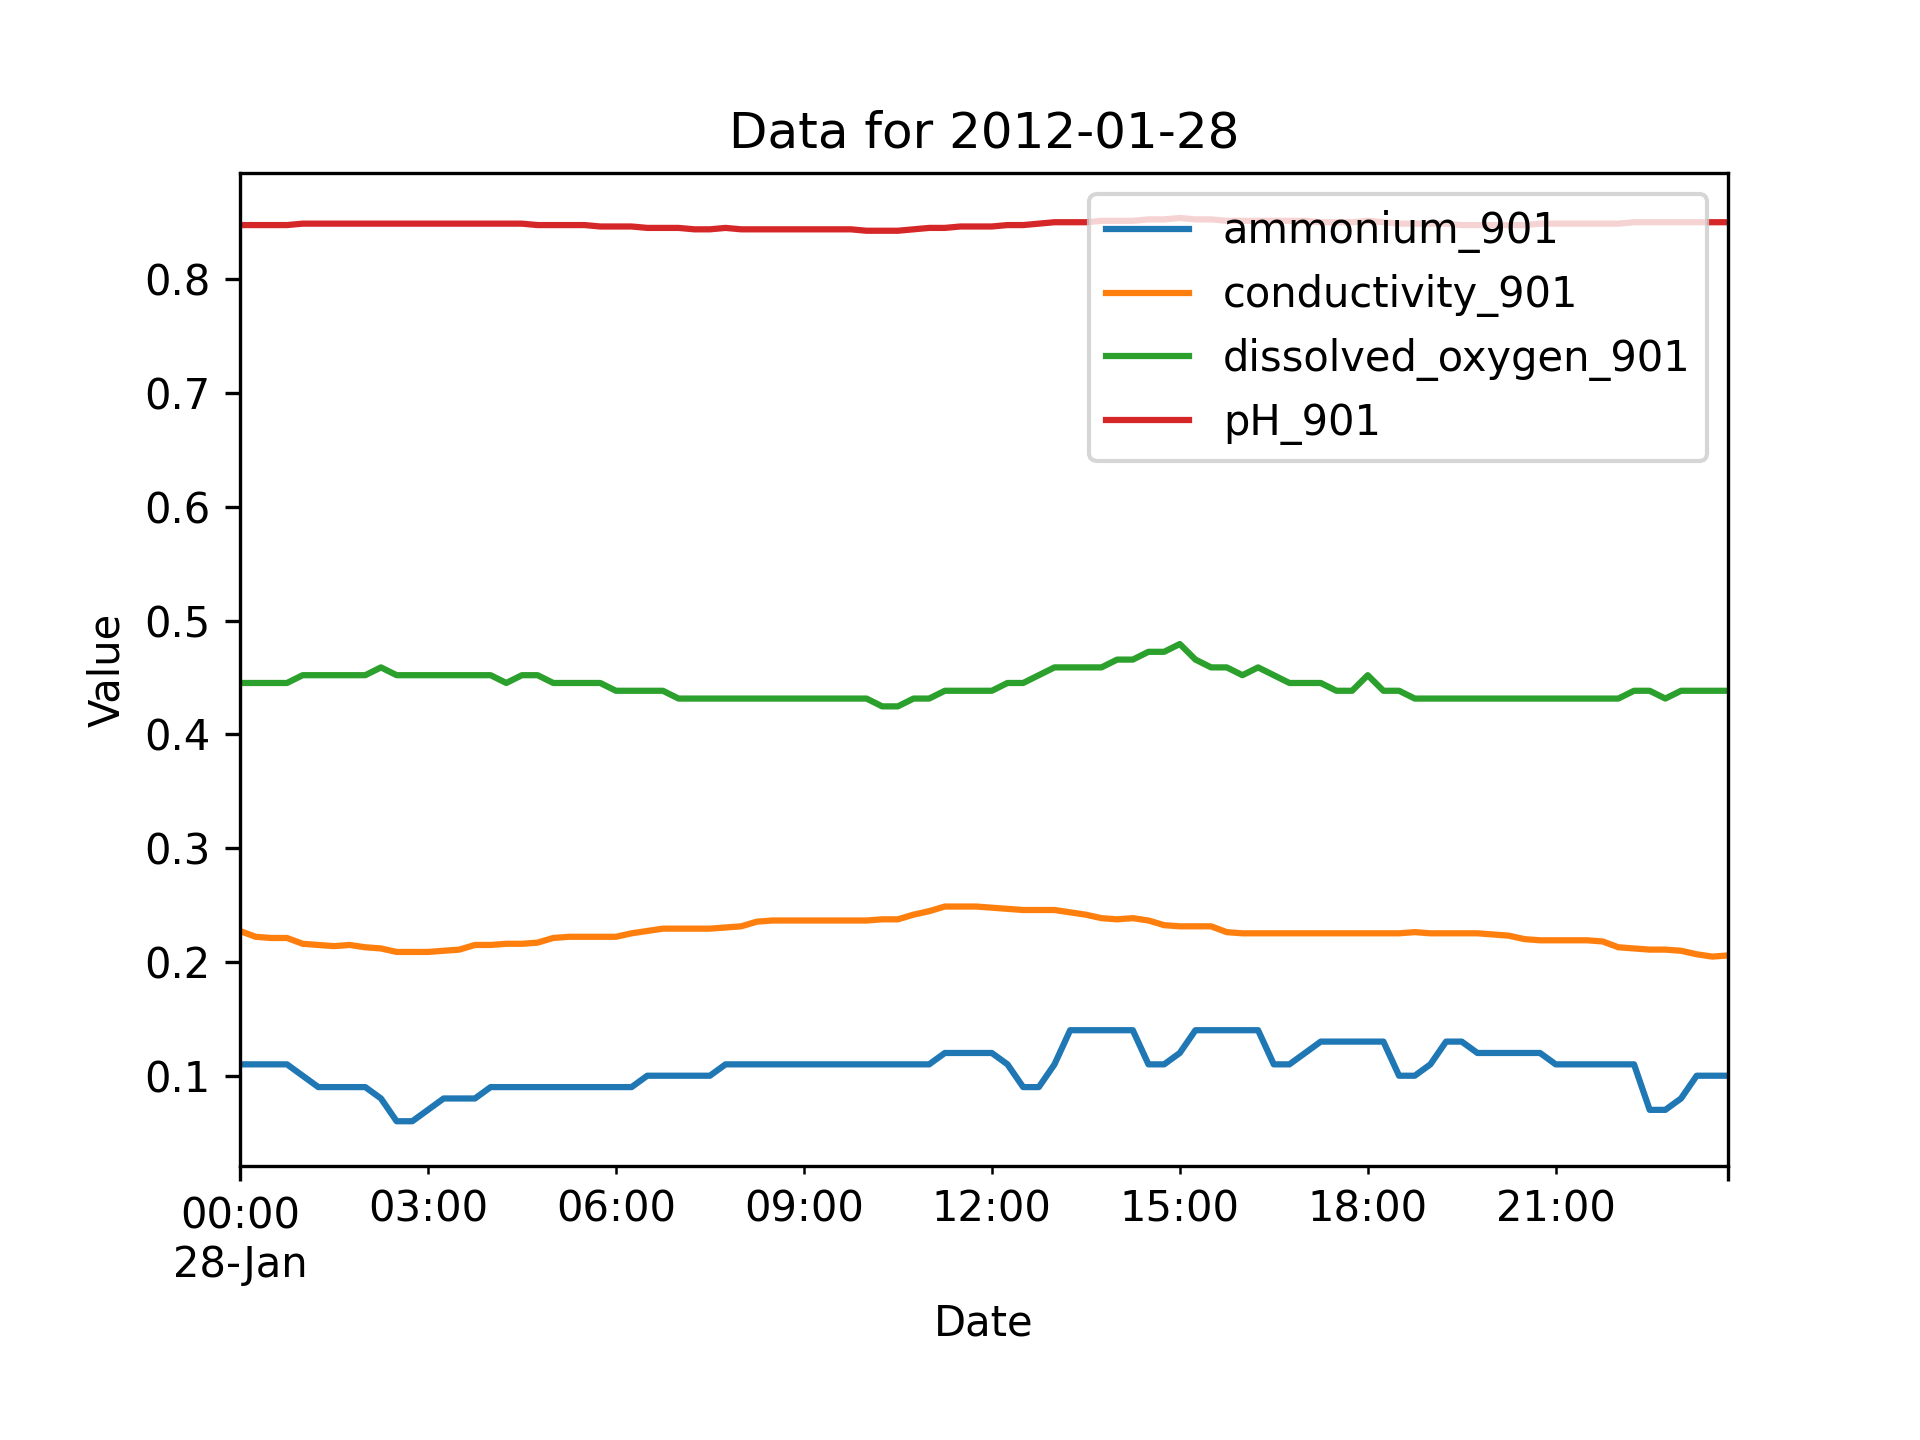 Data for 2012-01-28
ammonium_901
conductivity_901
dissolved_oxygen_901
pH_901
0.8
0.7
0.6
0.5
0.4
0.3
0.2
0.1
Value
00:00 03:00 06:00 09:00 12:00 15:00 18:00 21:00
28-Jan
Date